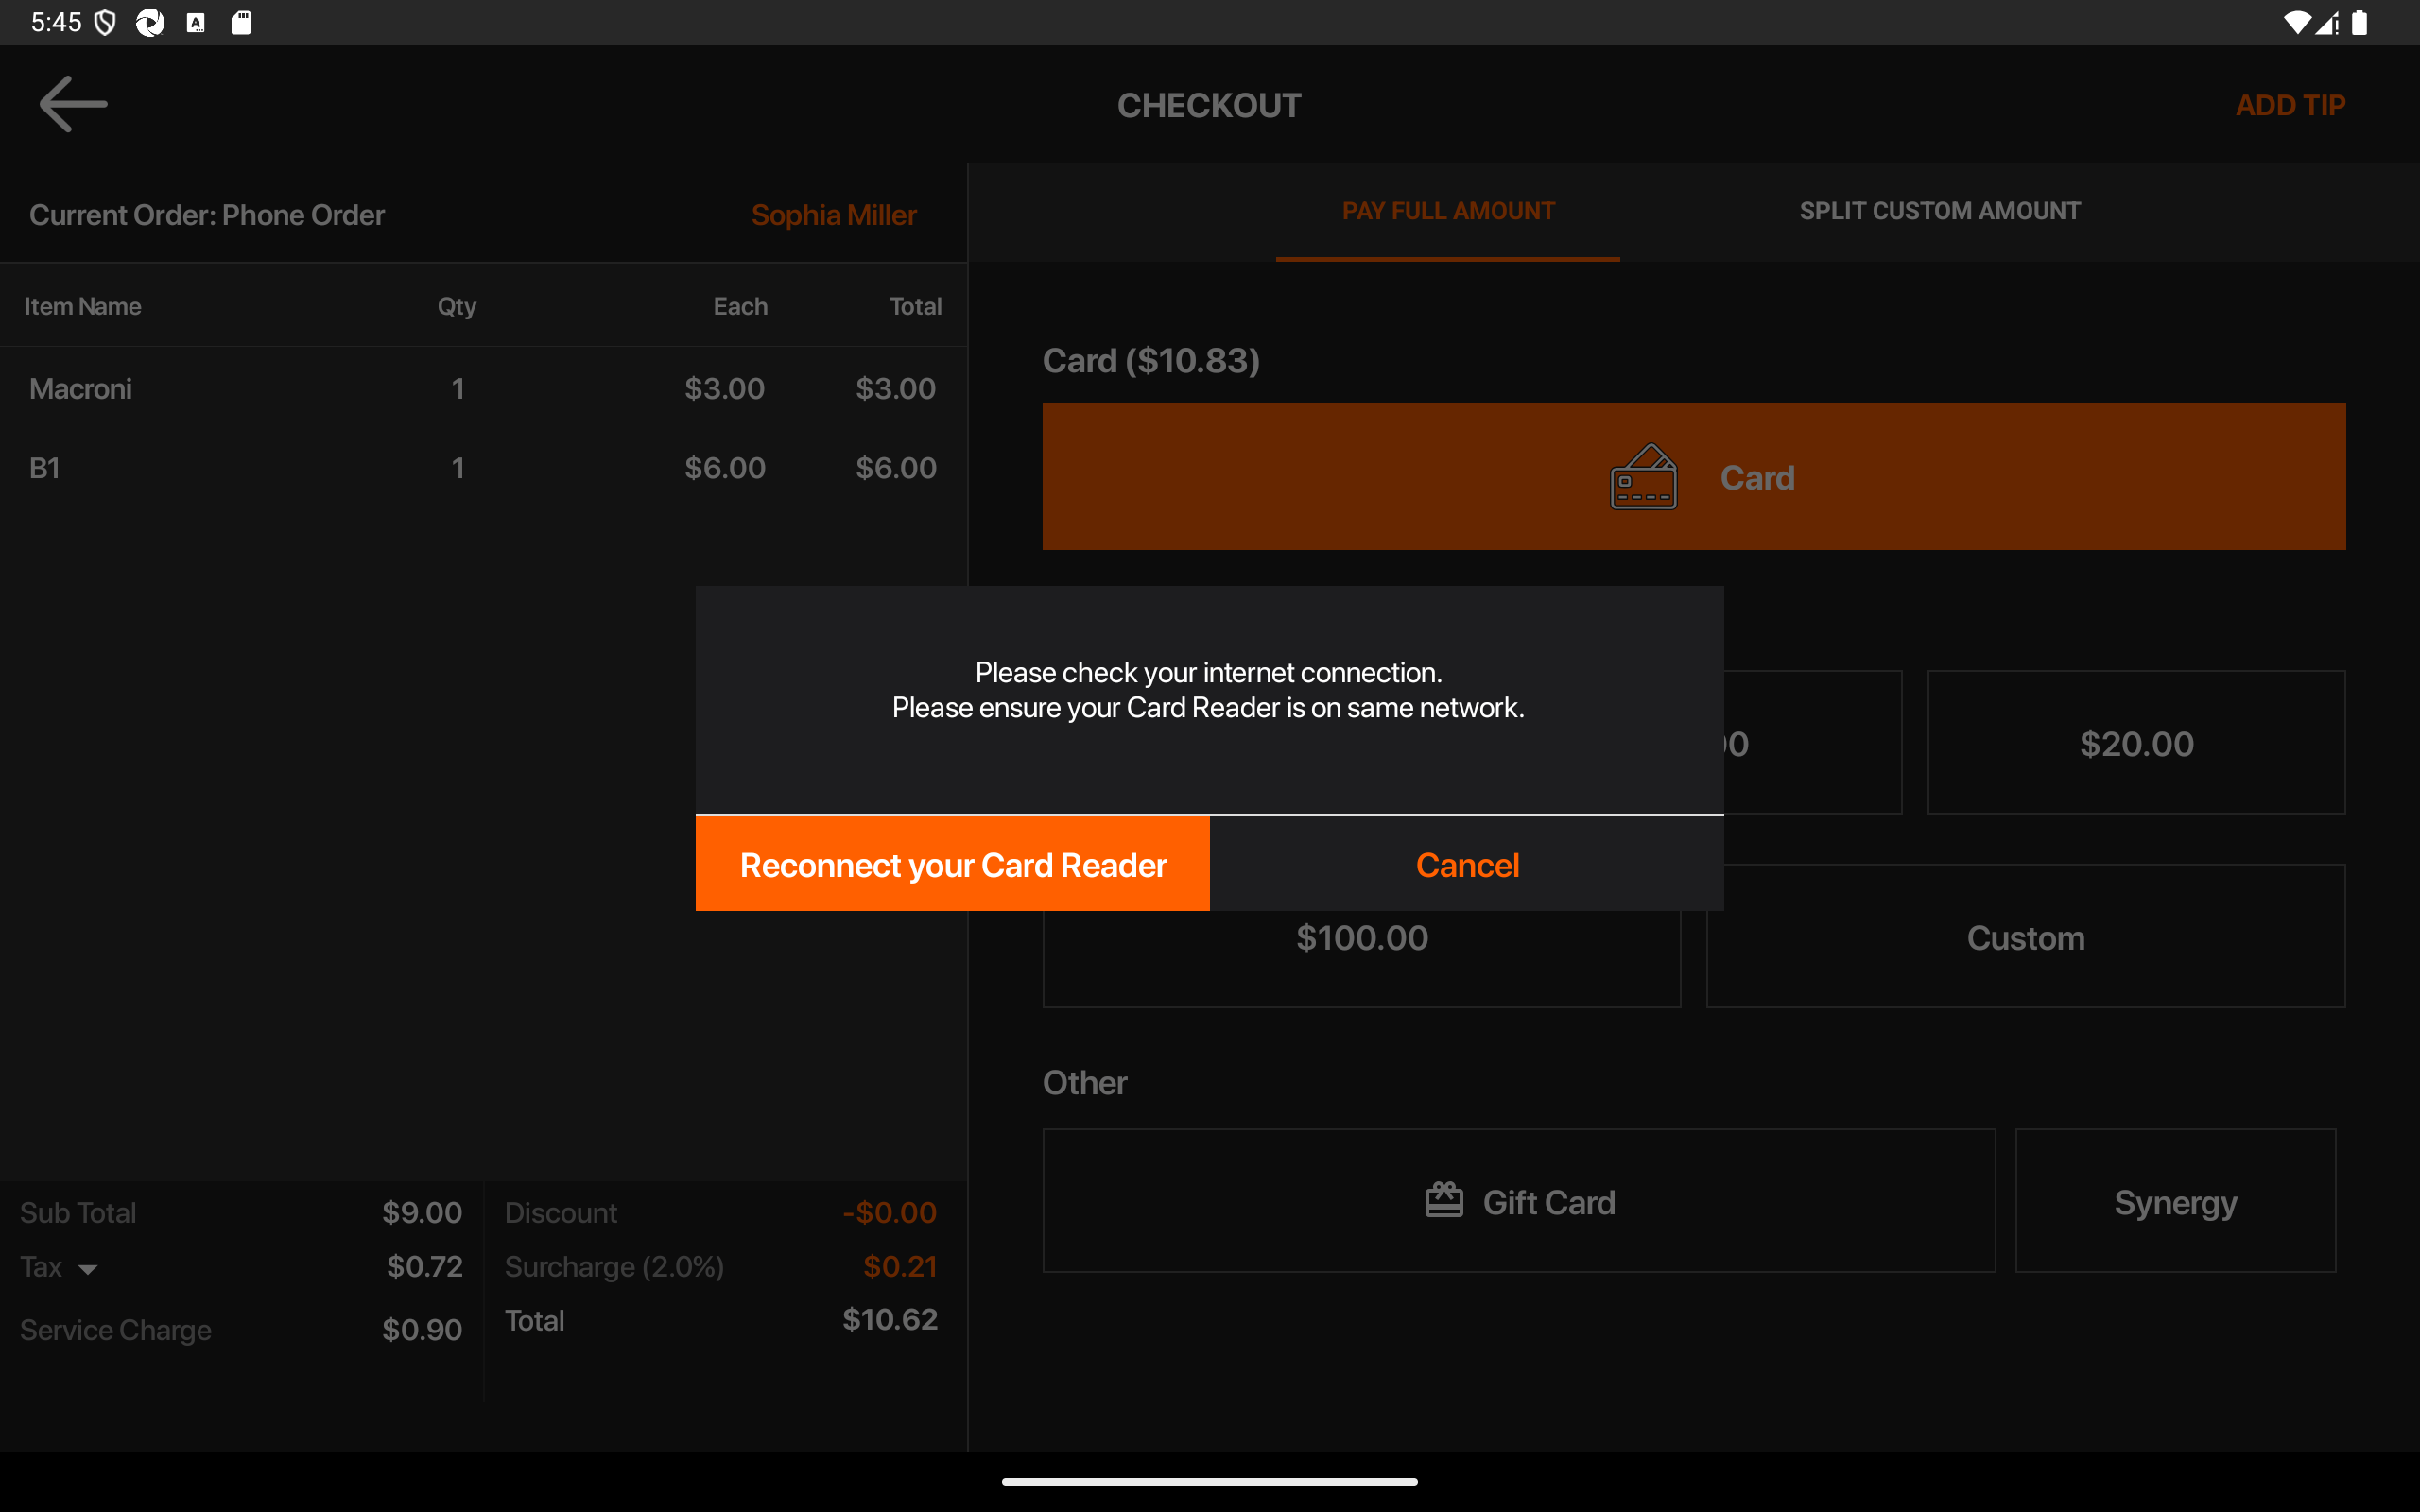 5:45
CHECKOUT
ADD TIP
Current Order: Phone Order
Sophia Miller
PAY FULL AMOUNT
SPLIT CUSTOM AMOUNT
Item Name Qty Each Total
Macroni 1 $3.00 $3.00
B1 1 $6.00 $6.00
Card ($10.83)
Card
Please check your internet connection.
Please ensure your Card Reader is on same network.
Reconnect your Card Reader
Cancel
$20.00
$100.00
Custom
Other
Gift Card
Synergy
Sub Total $9.00
Tax $0.72
Service Charge $0.90
Discount -$0.00
Surcharge (2.0%) $0.21
Total $10.62